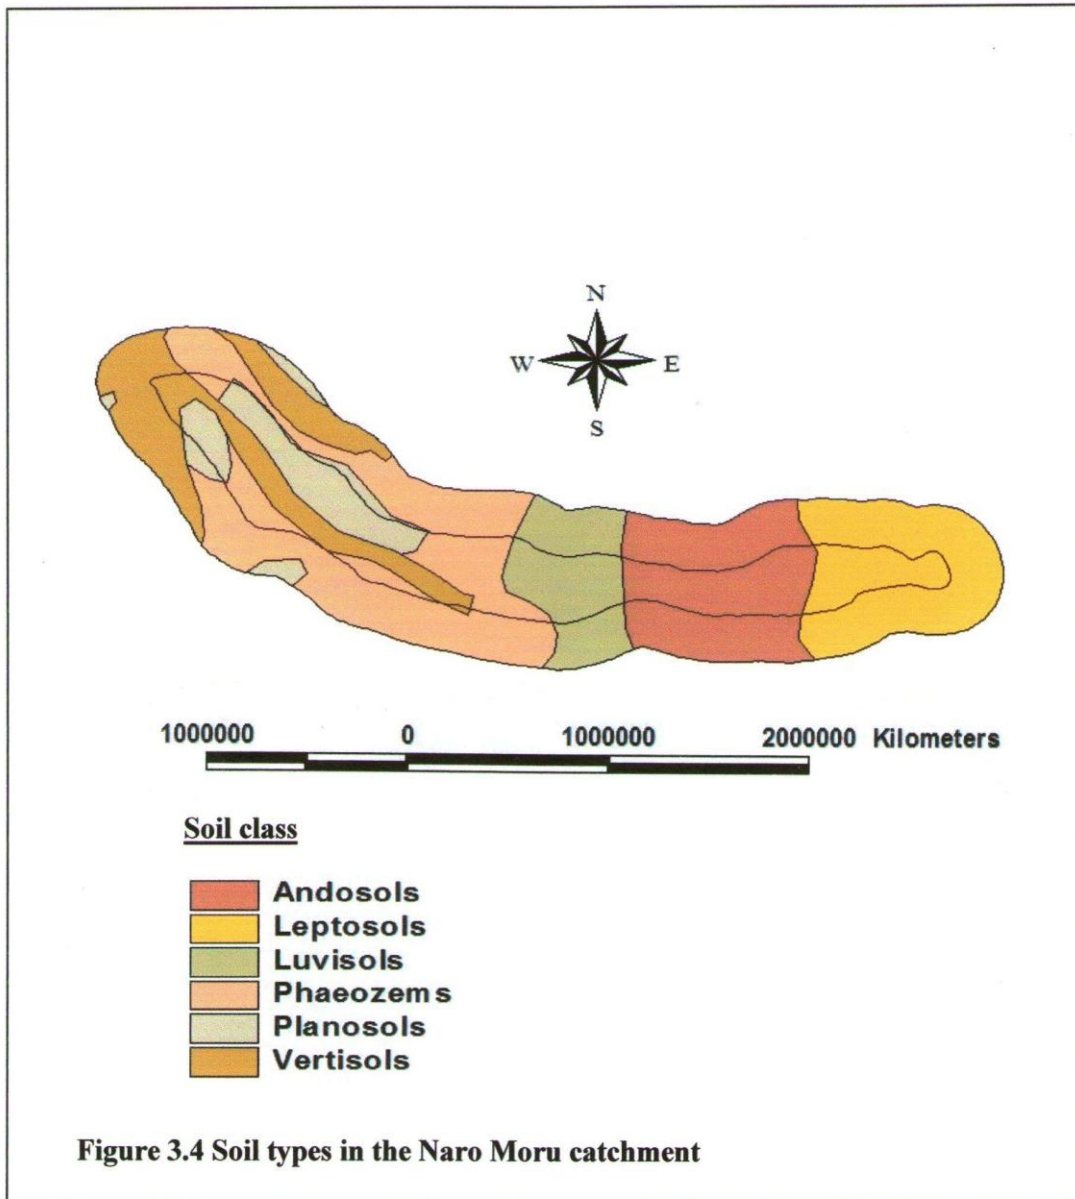 N
W E
S
1000000 0 1000000 2000000 Kilometers
Soil class
Andosols
Leptosols
Luvisols
Phaeozems
Planosols
Vertisols
Figure 3.4 Soil types in the Naro Moru catchment